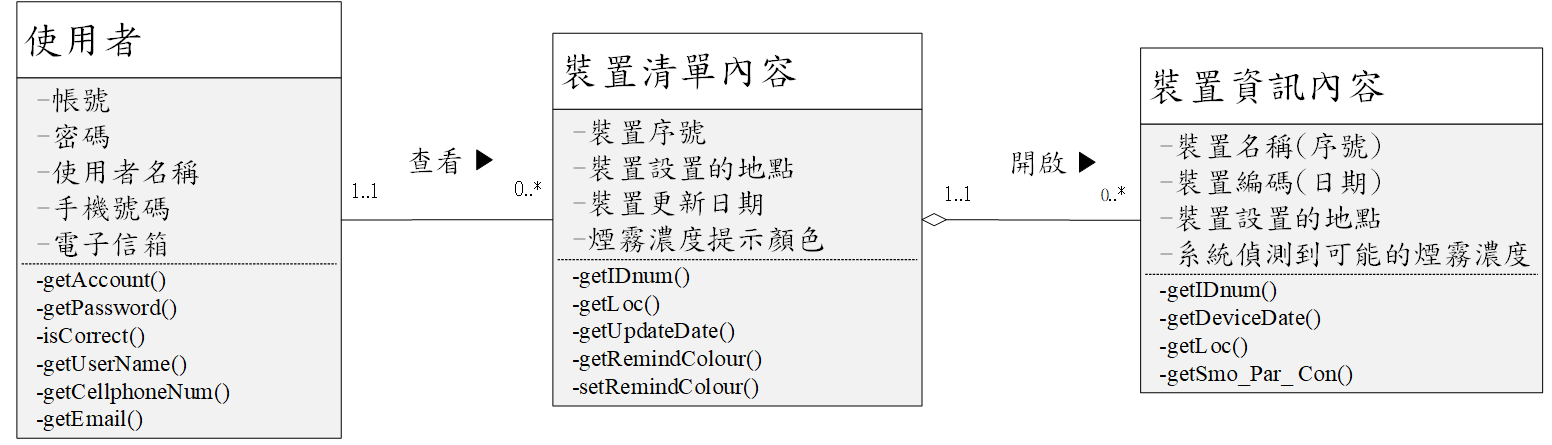 使用者
-帳號
-密碼
-使用者名稱
-手機號碼
-電子信箱
-getAccount()
-getPassword()
-isCorrect()
-getUserName()
-getCellphoneNum()
-getEmail()
查看 ▶
1..1
0..*
裝置清單內容
-裝置序號
-裝置設置的地點
-裝置更新日期
-煙霧濃度提示顏色
-getIDnum()
-getLoc()
-getUpdateDate()
-getRemindColour()
-setRemindColour()
開啟 ▶
1..1
0..*
裝置資訊內容
-裝置名稱(序號)
-裝置編碼(日期)
-裝置設置的地點
-系統偵測到可能的煙霧濃度
-getIDnum()
-getDeviceDate()
-getLoc()
-getSmo_Par_ Con()